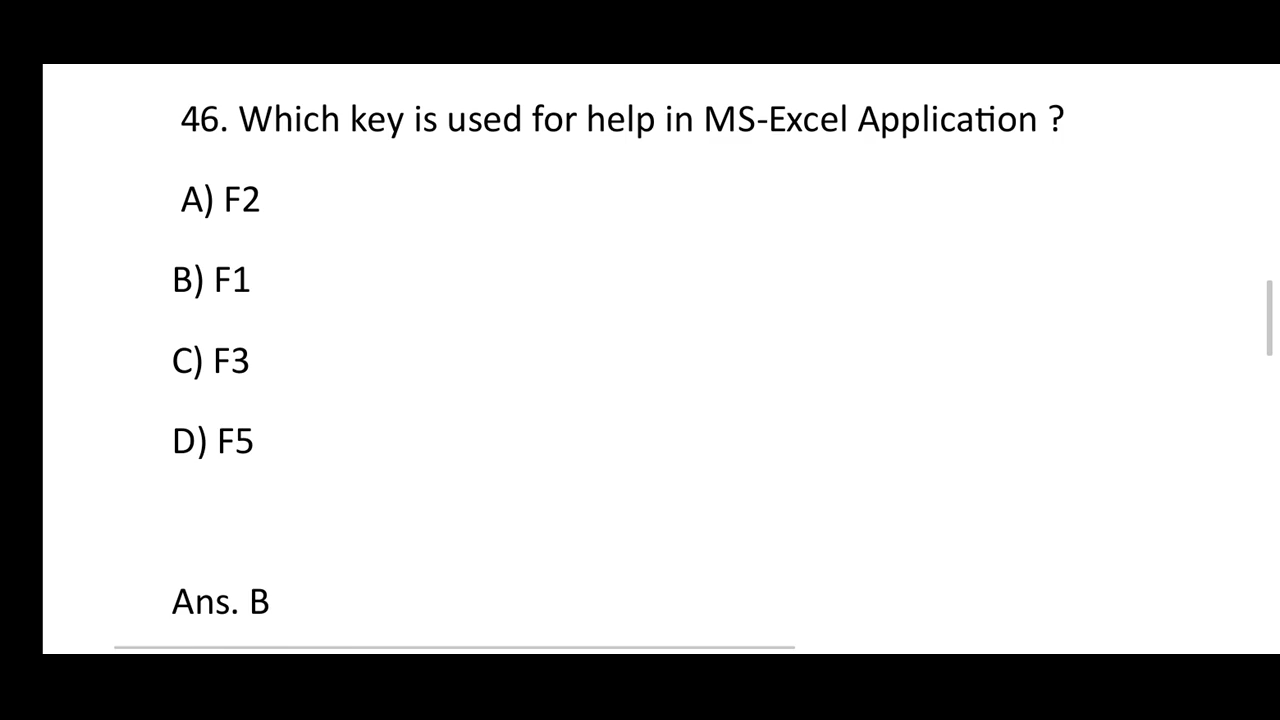 46. Which key is used for help in MS-Excel Application ?
A) F2
B) F1
C) F3
D) F5
Ans. B